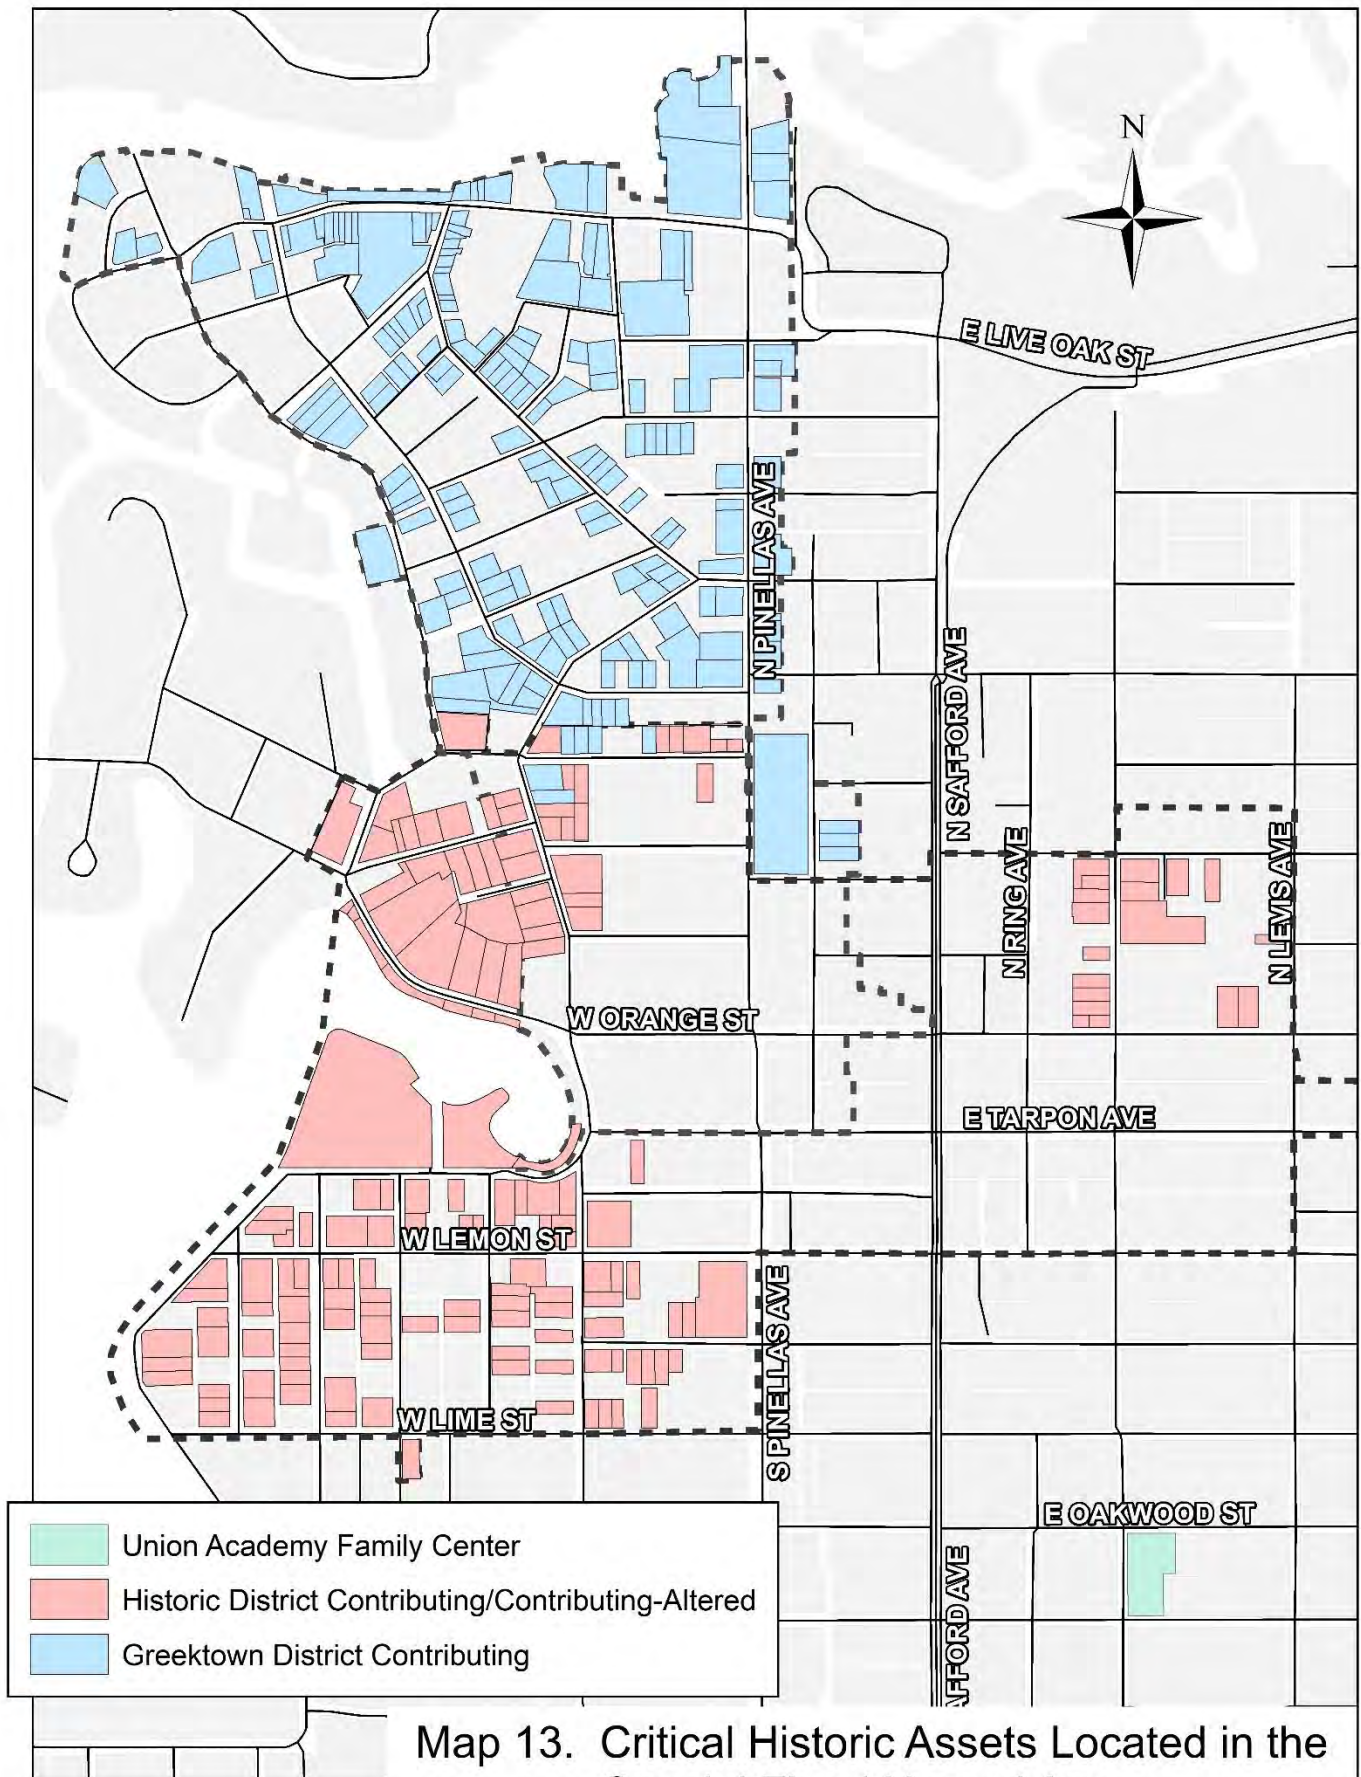 N
E LIVE OAK ST
N PINELLAS AVE
N SAFFORD AVE
N RING AVE
N LEVIS AVE
W ORANGE ST
E TARPON AVE
W LEMON ST
S PINELLAS AVE
W LIME ST
E OAKWOOD ST
AFFORD AVE
Union Academy Family Center
Historic District Contributing/Contributing-Altered
Greektown District Contributing
Map 13. Critical Historic Assets Located in the